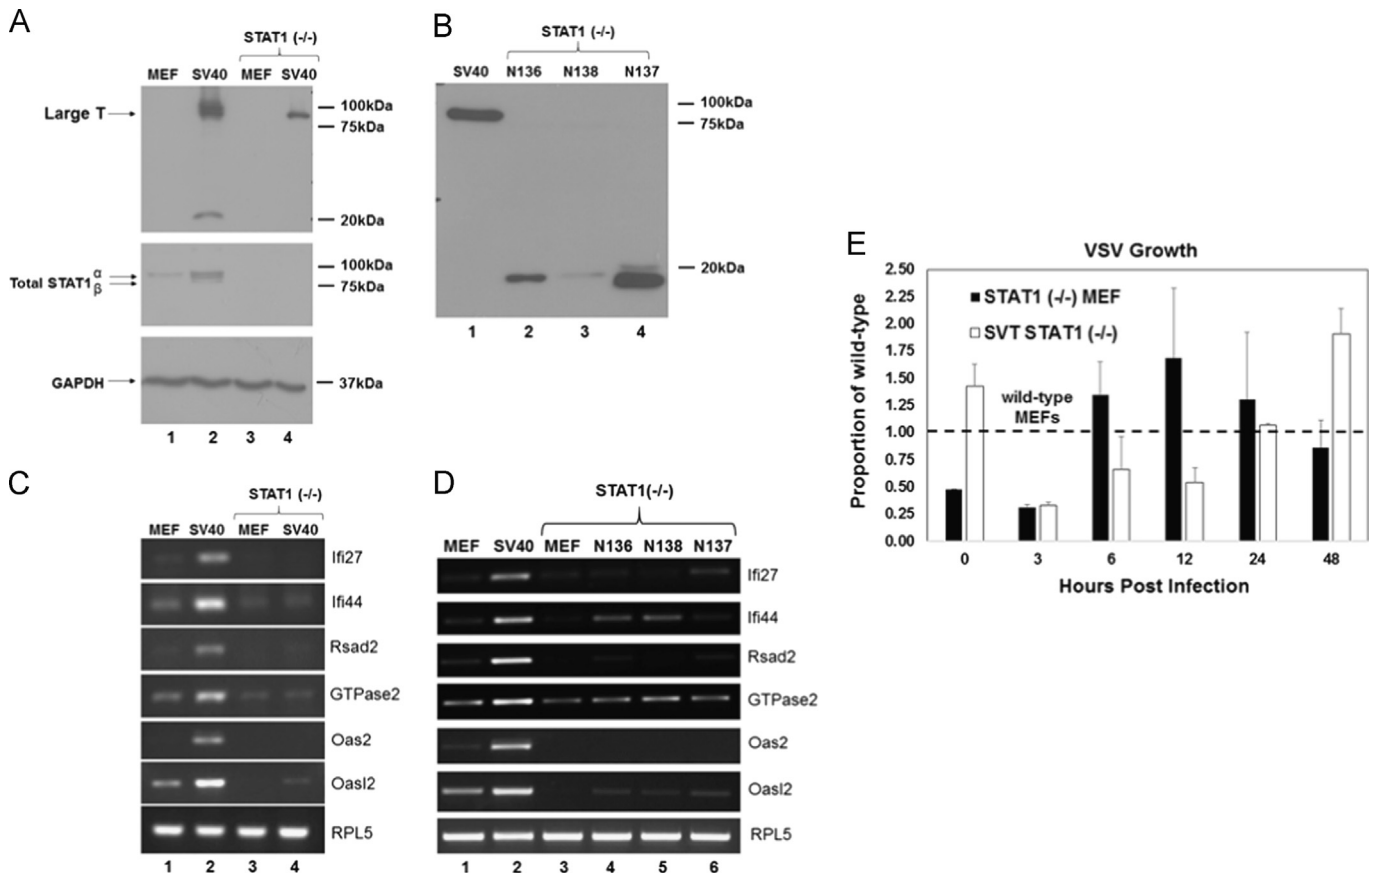 A
STAT1 (-/-)
MEF SV40 MEF SV40
Large T
100kDa
75kDa
20kDa
Total STAT1 α
β
100kDa
75kDa
GAPDH
37kDa
1 2 3 4
B
STAT1 (-/-)
SV40 N136 N138 N137
100kDa
75kDa
20kDa
1 2 3 4
C
STAT1 (-/-)
MEF SV40 MEF SV40
Ifi27
Ifi44
Rsad2
GTPase2
Oas2
Oasl2
RPL5
1 2 3 4
D
STAT1(-/-)
MEF SV40 MEF N136 N138 N137
Ifi27
Ifi44
Rsad2
GTPase2
Oas2
Oasl2
RPL5
1 2 3 4 5 6
E
VSV Growth
Proportion of wild-type
2.50
2.25
2.00
1.75
1.50
1.25
1.00
0.75
0.50
0.25
0.00
STAT1 (-/-) MEF
SVT STAT1 (-/-)
wild-type
MEFs
0 3 6 12 24 48
Hours Post Infection